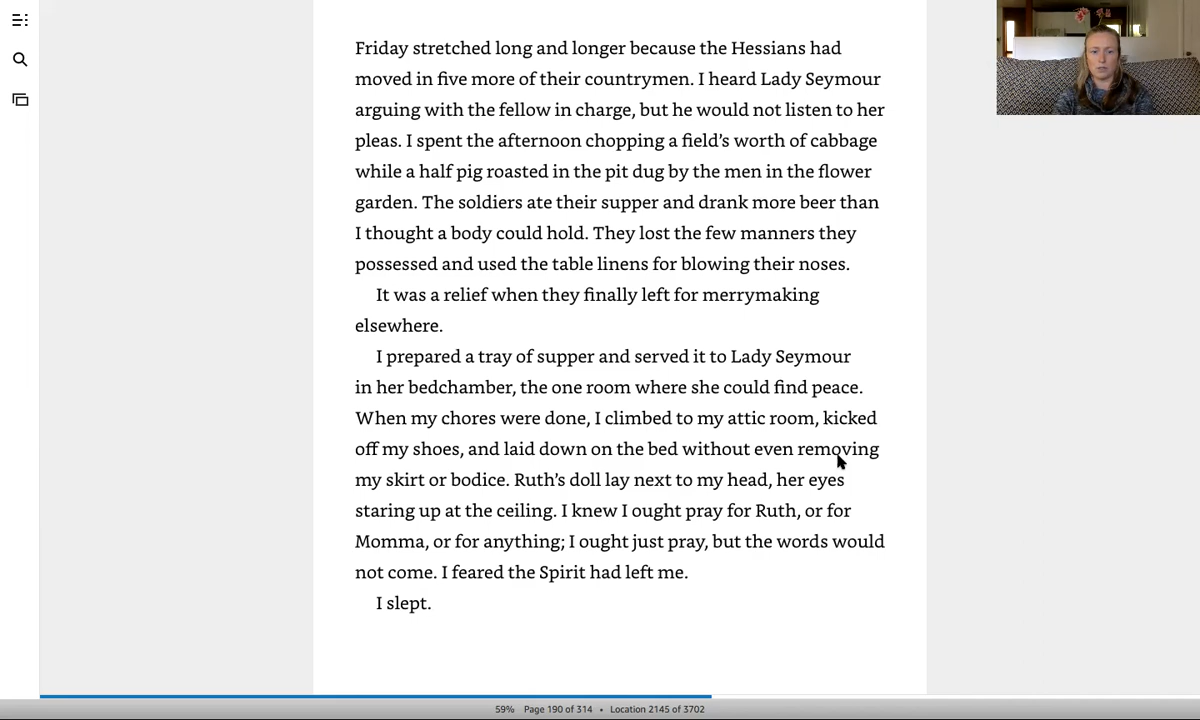 Friday stretched long and longer because the Hessians had
moved in five more of their countrymen. I heard Lady Seymour
arguing with the fellow in charge, but he would not listen to her
pleas. I spent the afternoon chopping a field's worth of cabbage
while a half pig roasted in the pit dug by the men in the flower
garden. The soldiers ate their supper and drank more beer than
I thought a body could hold. They lost the few manners they
possessed and used the table linens for blowing their noses.
It was a relief when they finally left for merrymaking
elsewhere.
I prepared a tray of supper and served it to Lady Seymour
in her bedchamber, the one room where she could find peace.
When my chores were done, I climbed to my attic room, kicked
off my shoes, and laid down on the bed without even removing
my skirt or bodice. Ruth's doll lay next to my head, her eyes
staring up at the ceiling. I knew I ought pray for Ruth, or for
Momma, or for anything; I ought just pray, but the words would
not come. I feared the Spirit had left me.
I slept.
59% Page 190 of 314 • Location 2145 of 3702